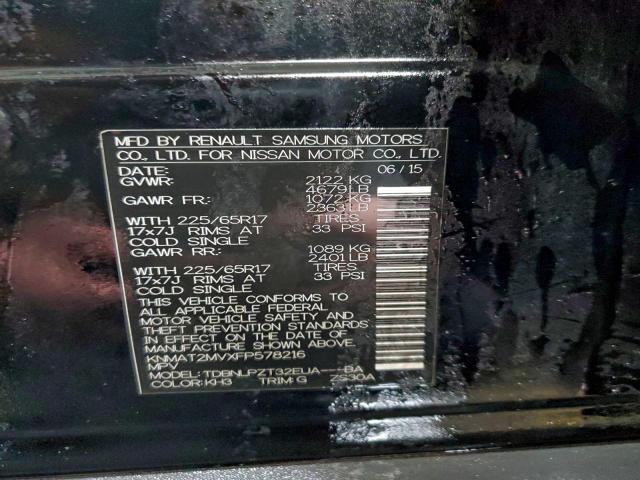 MFD BY RENAULT SAMSUNG MOTORS
CO., LTD. FOR NISSAN MOTOR CO., LTD.
DATE: 06/15
GVWR: 2122 KG
4679 LB
GAWR FR: 1072 KG
2363 LB
WITH 225/65R17 TIRES
17x7J RIMS AT 33 PSI
COLD SINGLE
GAWR RR: 1089 KG
2401 LB
WITH 225/65R17 TIRES
17x7J RIMS AT 33 PSI
COLD SINGLE
THIS VEHICLE CONFORMS TO
ALL APPLICABLE FEDERAL
MOTOR VEHICLE SAFETY AND
THEFT PREVENTION STANDARDS
IN EFFECT ON THE DATE OF
MANUFACTURE SHOWN ABOVE.
KNMAT2MVXFP578216
MPV
MODEL: TDBNLPZT32EUA---BA
COLOR: KH3 TRIM: G ZS30A